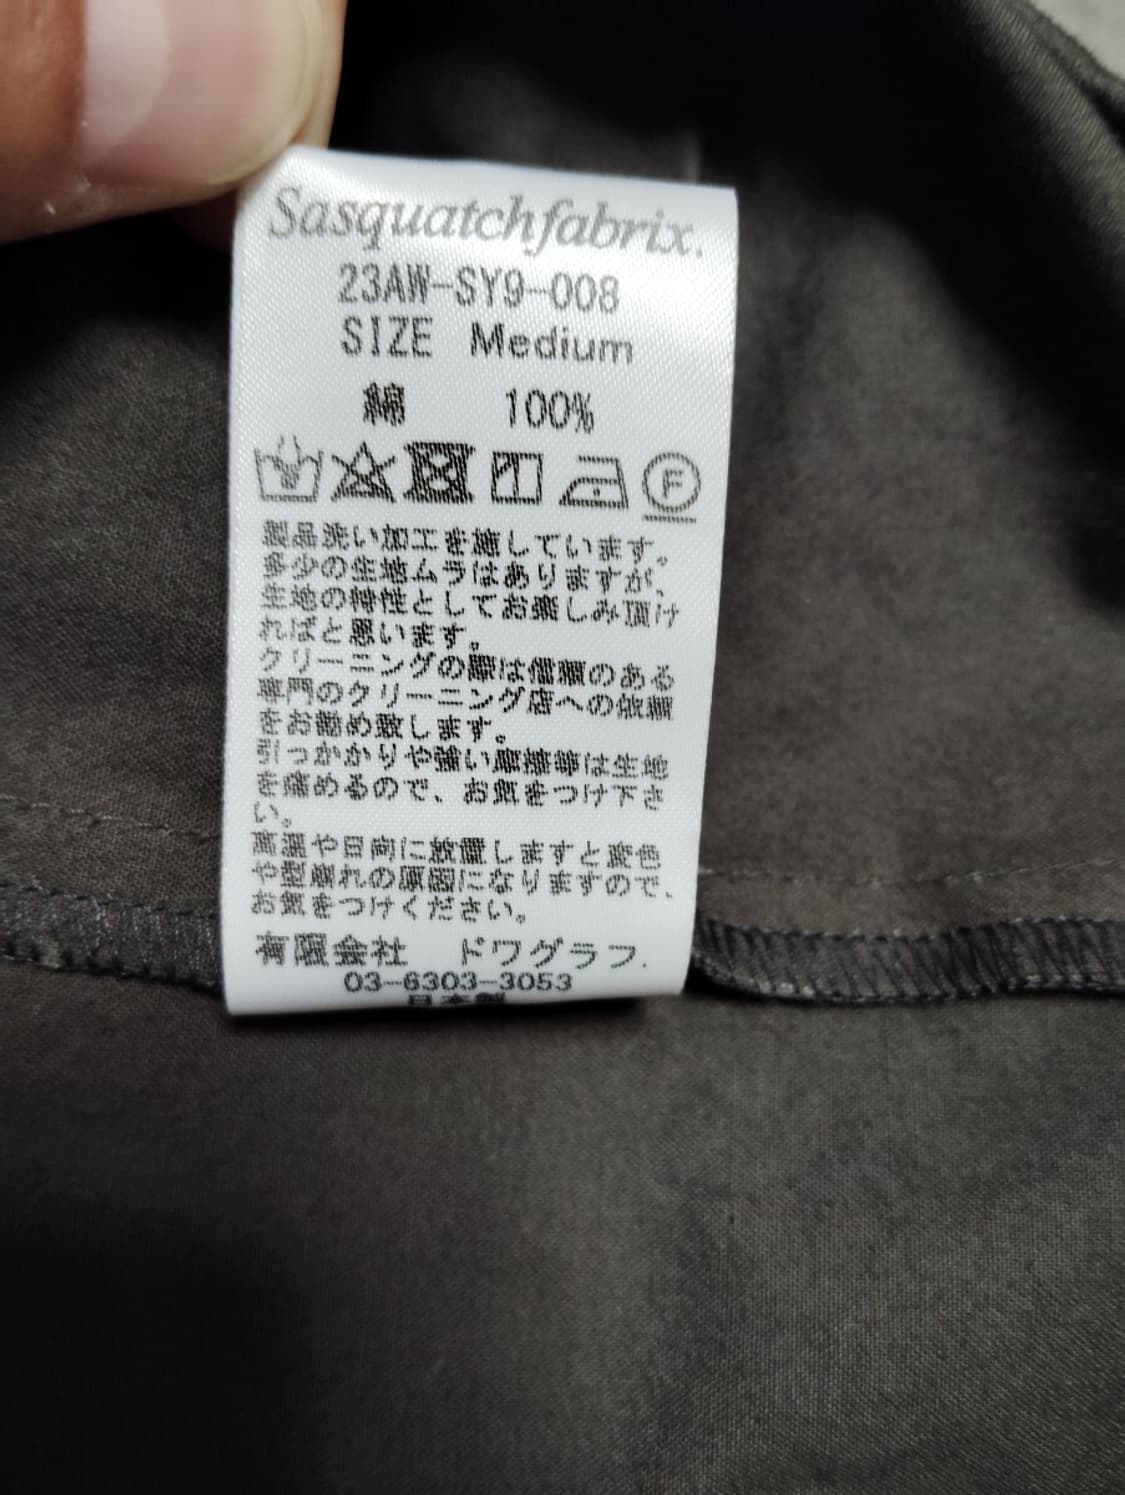 Sasquatchfabrix.
23AW-SY9-008
SIZE Medium
綿 100%
F
製品洗い加工を施しています。
多少の生地ムラはありますが、
生地の特性としてお楽しみ頂け
ればと思います。
クリーニングの際は信頼のある
専門のクリーニング店への依頼
をお勧め致します。
引っかかりや強い摩擦等は生地
を痛めるので、お気をつけ下さ
い。
高温や日向に放置しますと変色
や型崩れの原因になりますので、
お気をつけください。
有限会社 ドワグラフ.
03-6303-3053
日本製